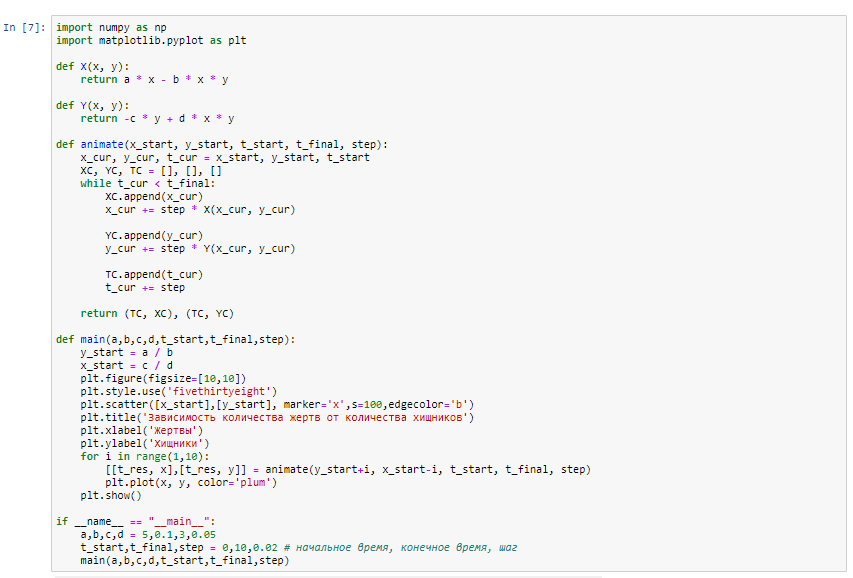 In [7]:
import numpy as np
import matplotlib.pyplot as plt
def X(x, y):
return a * x - b * x * y
def Y(x, y):
return -c * y + d * x * y
def animate(x_start, y_start, t_start, t_final, step):
x_cur, y_cur, t_cur = x_start, y_start, t_start
XC, YC, TC = [], [], []
while t_cur < t_final:
XC.append(x_cur)
x_cur += step * X(x_cur, y_cur)
YC.append(y_cur)
y_cur += step * Y(x_cur, y_cur)
TC.append(t_cur)
t_cur += step
return (TC, XC), (TC, YC)
def main(a,b,c,d,t_start,t_final,step):
y_start = a / b
x_start = c / d
plt.figure(figsize=[10,10])
plt.style.use('fivethirtyeight')
plt.scatter([x_start],[y_start], marker='x',s=100,edgecolor='b')
plt.title('Зависимость количества жертв от количества хищников')
plt.xlabel('Жертвы')
plt.ylabel('Хищники')
for i in range(1,10):
[[t_res, x],[t_res, y]] = animate(y_start+i, x_start-i, t_start, t_final, step)
plt.plot(x, y, color='plum')
plt.show()
if __name__ == "__main__":
a,b,c,d = 5,0.1,3,0.05
t_start,t_final,step = 0,10,0.02 # начальное время, конечное время, шаг
main(a,b,c,d,t_start,t_final,step)